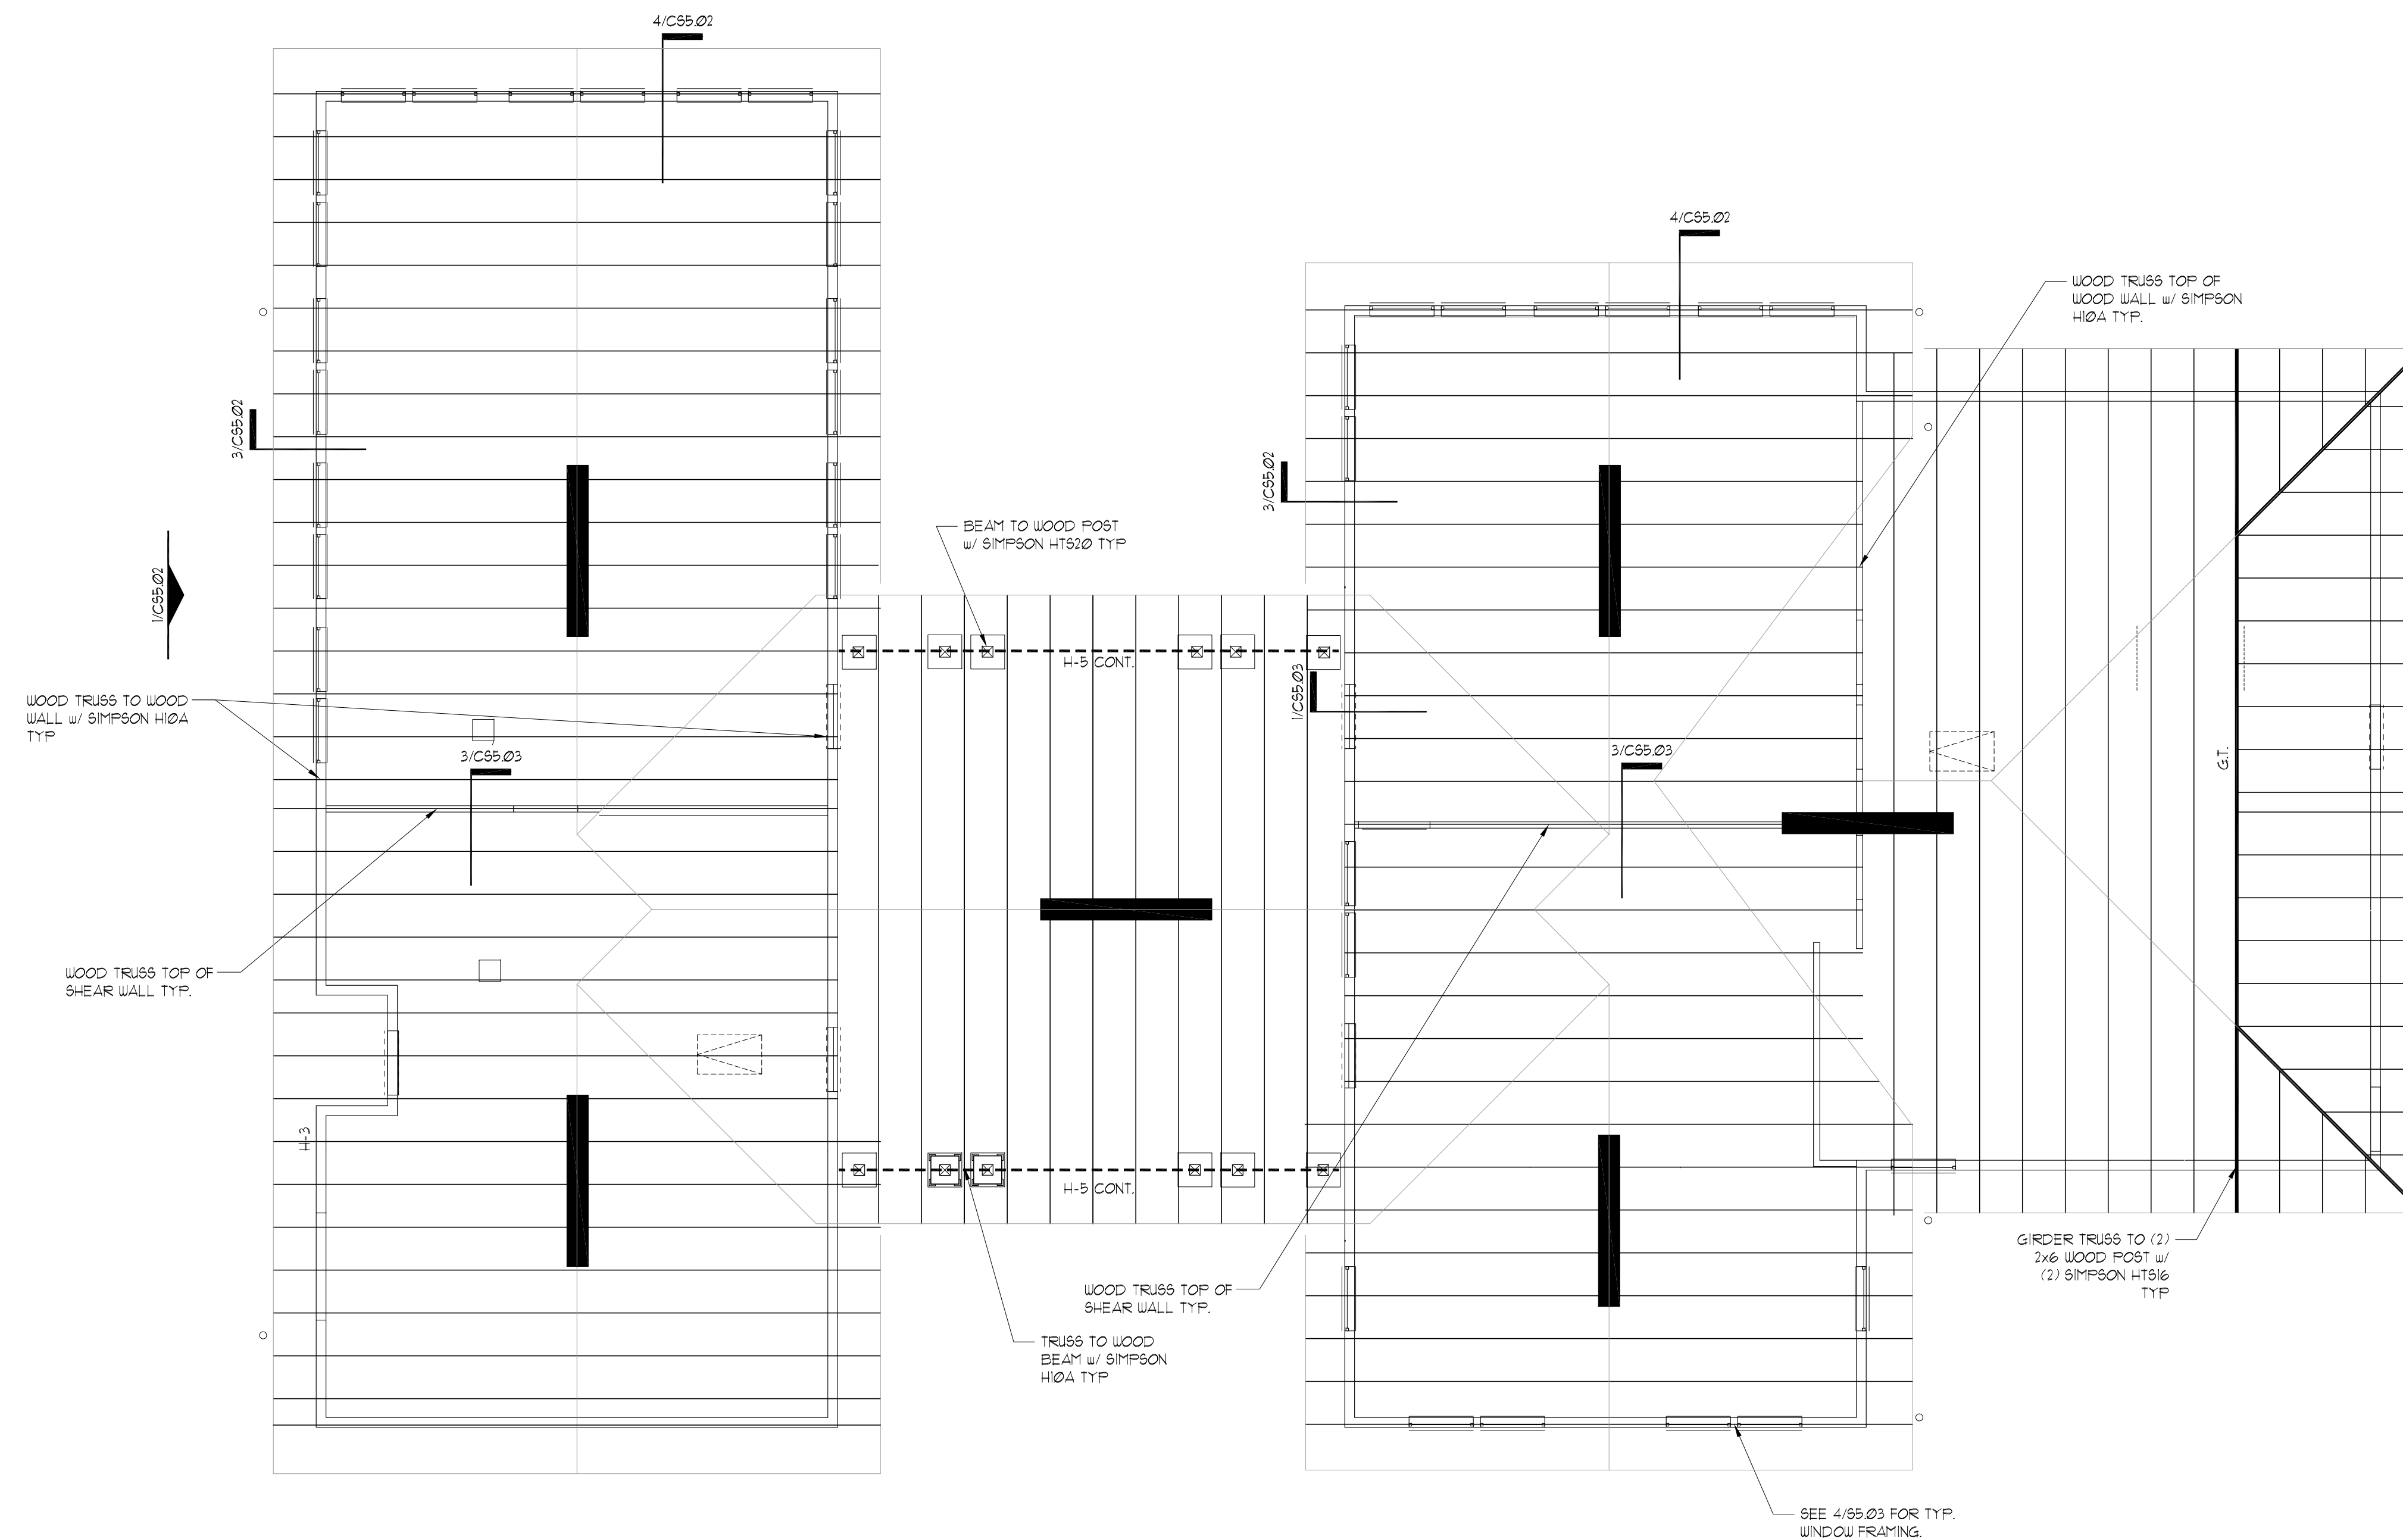 4/CS5.02
4/CS5.02
WOOD TRUSS TOP OF
WOOD WALL w/ SIMPSON
H10A TYP.
3/CS5.02
3/CS5.02
BEAM TO WOOD POST
w/ SIMPSON HTS20 TYP
1/CS5.02
H-5 CONT.
1/CS5.03
WOOD TRUSS TO WOOD
WALL w/ SIMPSON H10A
TYP
3/CS5.03
3/CS5.03
G.T.
WOOD TRUSS TOP OF
SHEAR WALL TYP.
H-3
H-5 CONT.
GIRDER TRUSS TO (2)
2x6 WOOD POST w/
(2) SIMPSON HTS16
TYP
WOOD TRUSS TOP OF
SHEAR WALL TYP.
TRUSS TO WOOD
BEAM w/ SIMPSON
H10A TYP
SEE 4/S5.03 FOR TYP.
WINDOW FRAMING.